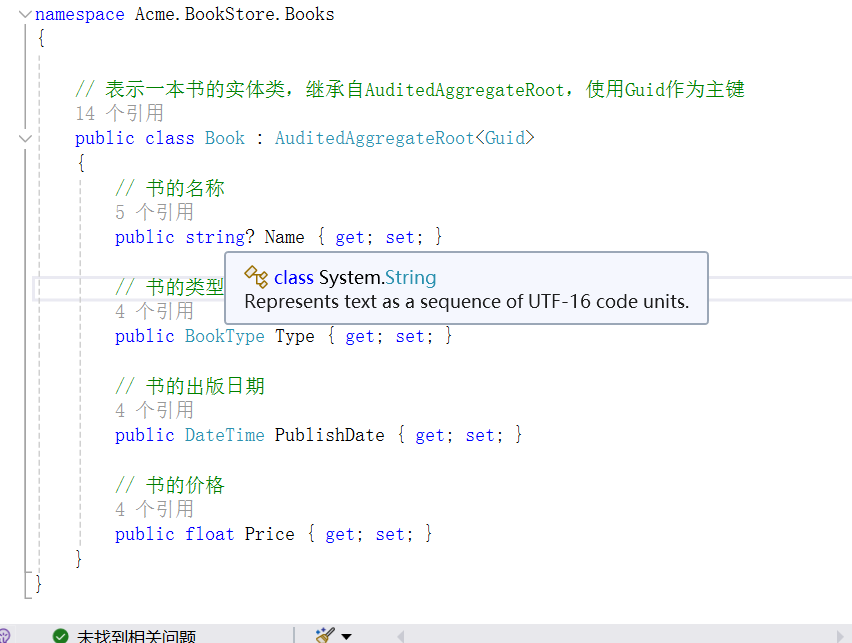 namespace Acme.BookStore.Books
{
// 表示一本书的实体类，继承自AuditedAggregateRoot，使用Guid作为主键
14 个引用
public class Book : AuditedAggregateRoot<Guid>
{
// 书的名称
5 个引用
public string? Name { get; set; }
class System.String
Represents text as a sequence of UTF-16 code units.
// 书的类型
4 个引用
public BookType Type { get; set; }
// 书的出版日期
4 个引用
public DateTime PublishDate { get; set; }
// 书的价格
4 个引用
public float Price { get; set; }
}
}
未找到相关问题